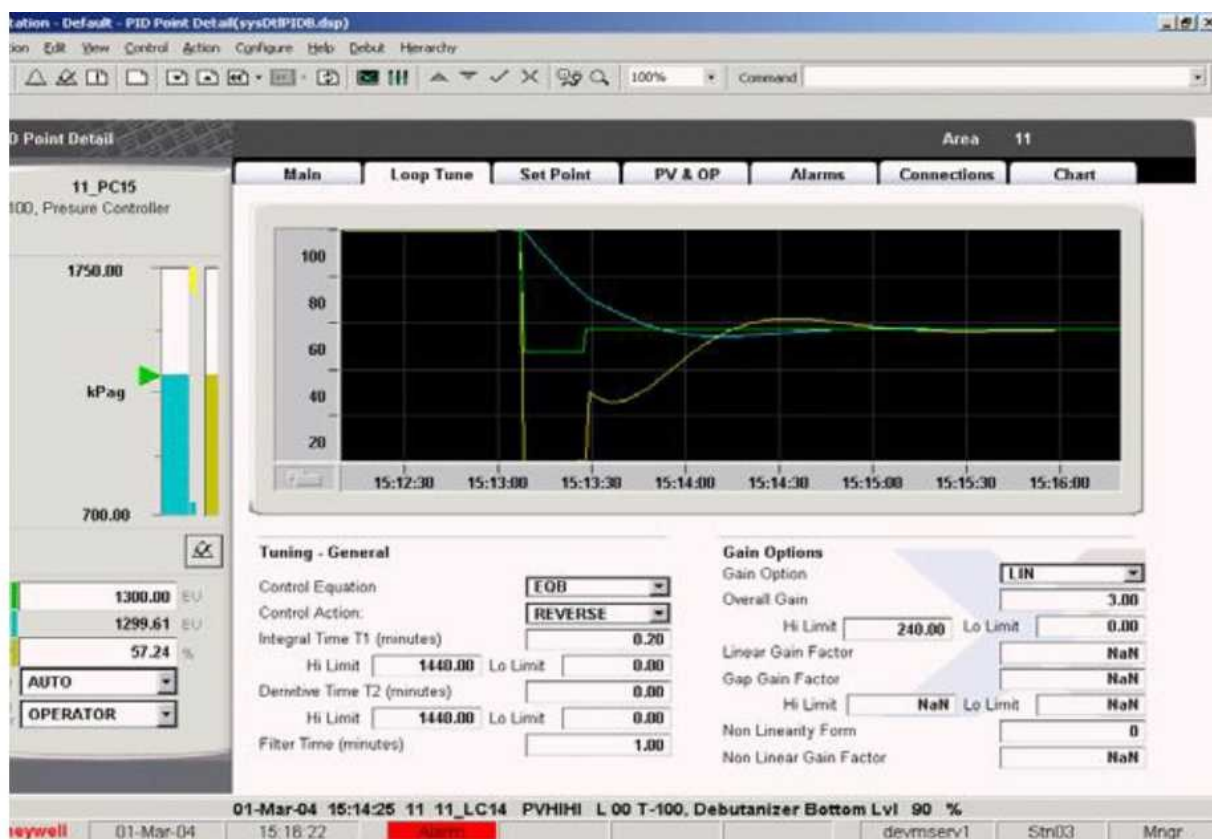 tation - Default - PID Point Detail(sysDtlPIDB.dsp)
ion Edit View Control Action Configure Help Debut Hierarchy
100% Command
D Point Detail
Area 11
11_PC15
100, Presure Controller
Main Loop Tune Set Point PV & OP Alarms Connections Chart
1750.00
kPag
700.00
100
80
60
40
20
15:12:30 15:13:00 15:13:30 15:14:00 15:14:30 15:15:00 15:15:30 15:16:00
1300.00 EU
1299.61 EU
57.24 %
AUTO
OPERATOR
Tuning - General
Control Equation EQB
Control Action: REVERSE
Integral Time T1 (minutes) 0.20
Hi Limit 1440.00 Lo Limit 0.00
Derivitive Time T2 (minutes) 0.00
Hi Limit 1440.00 Lo Limit 0.00
Filter Time (minutes) 1.00
Gain Options
Gain Option LIN
Overall Gain 3.00
Hi Limit 240.00 Lo Limit 0.00
Linear Gain Factor NaN
Gap Gain Factor NaN
Hi Limit NaN Lo Limit NaN
Non Linearity Form 0
Non Linear Gain Factor NaN
01-Mar-04 15:14:25 11 11_LC14 PVHIHI L 00 T-100, Debutanizer Bottom Lvl 90 %
neywell 01-Mar-04 15:16:22 Alarm devmserv1 Stn03 Mngr